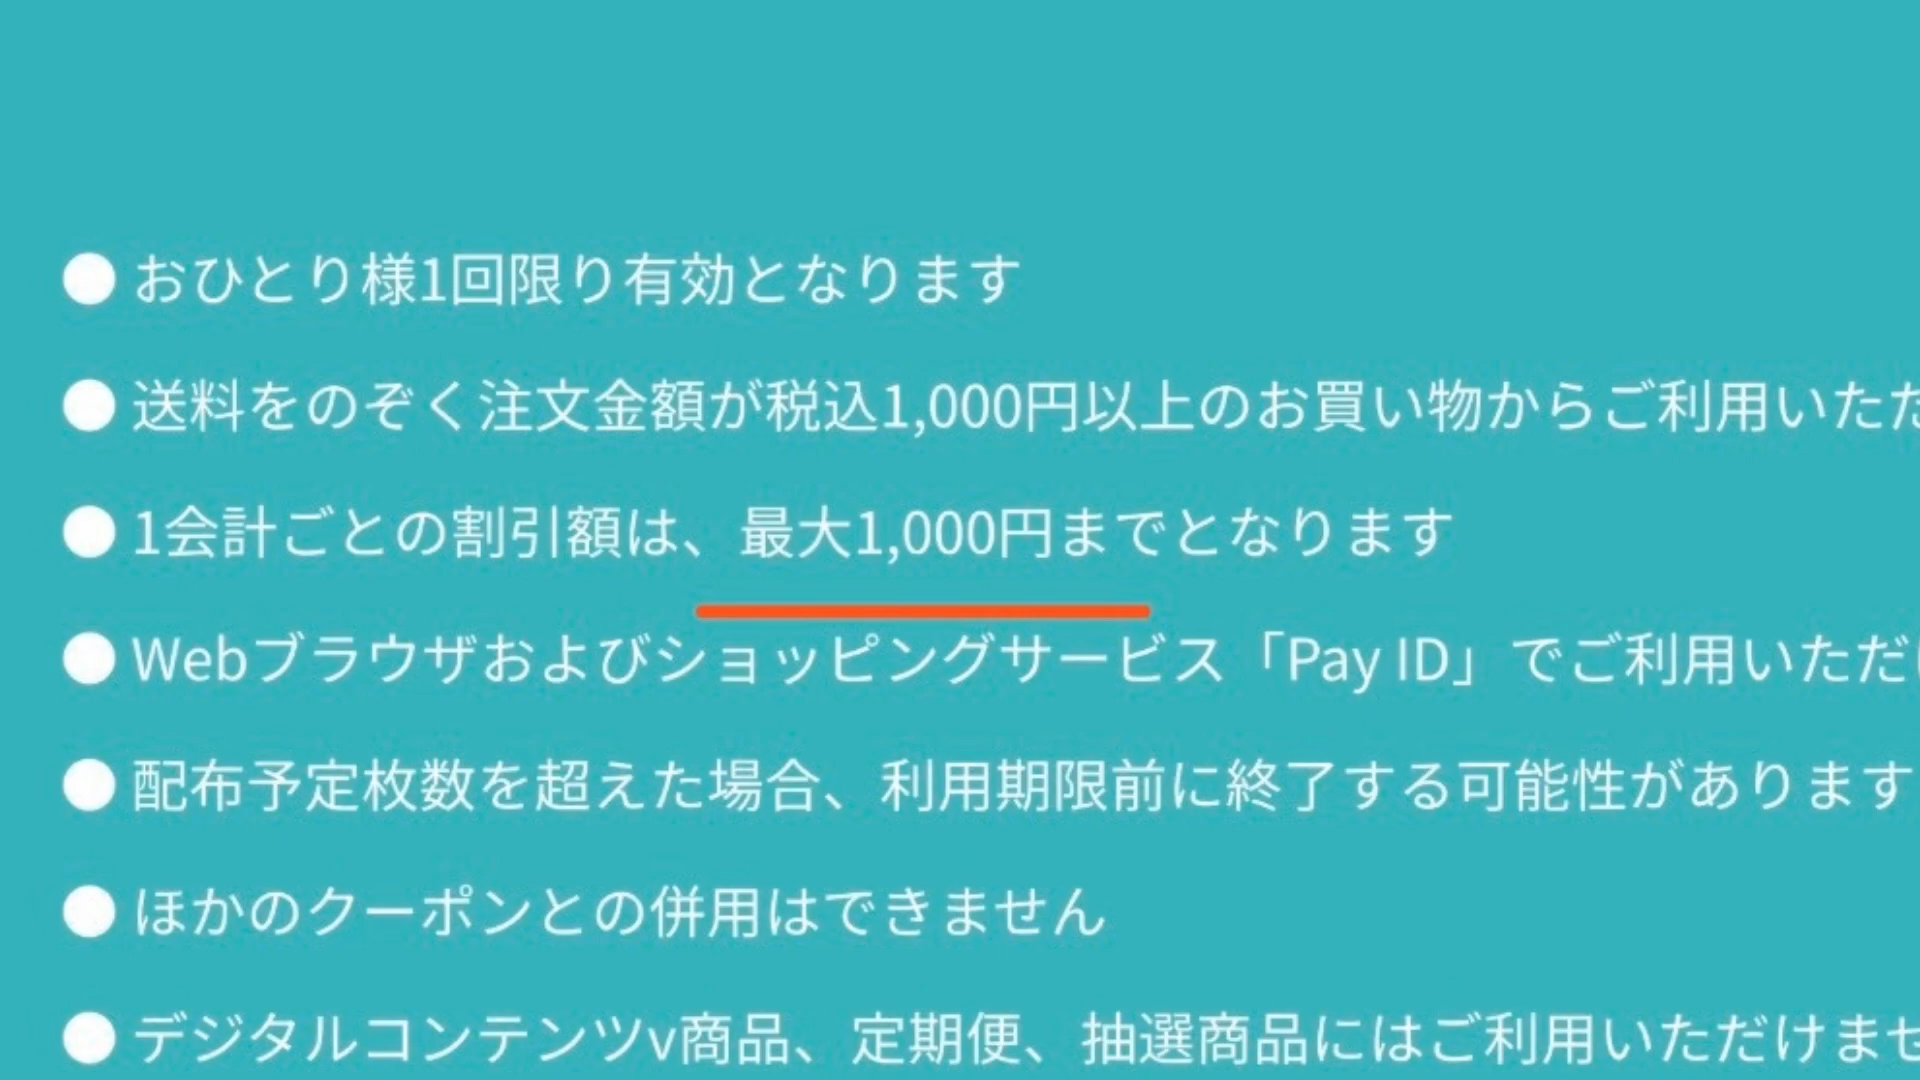 ● おひとり様1回限り有効となります
● 送料をのぞく注文金額が税込1,000円以上のお買い物からご利用いただ
● 1会計ごとの割引額は、最大1,000円までとなります
● Webブラウザおよびショッピングサービス「Pay ID」でご利用いただけ
● 配布予定枚数を超えた場合、利用期限前に終了する可能性があります
● ほかのクーポンとの併用はできません
● デジタルコンテンツv商品、定期便、抽選商品にはご利用いただけませ